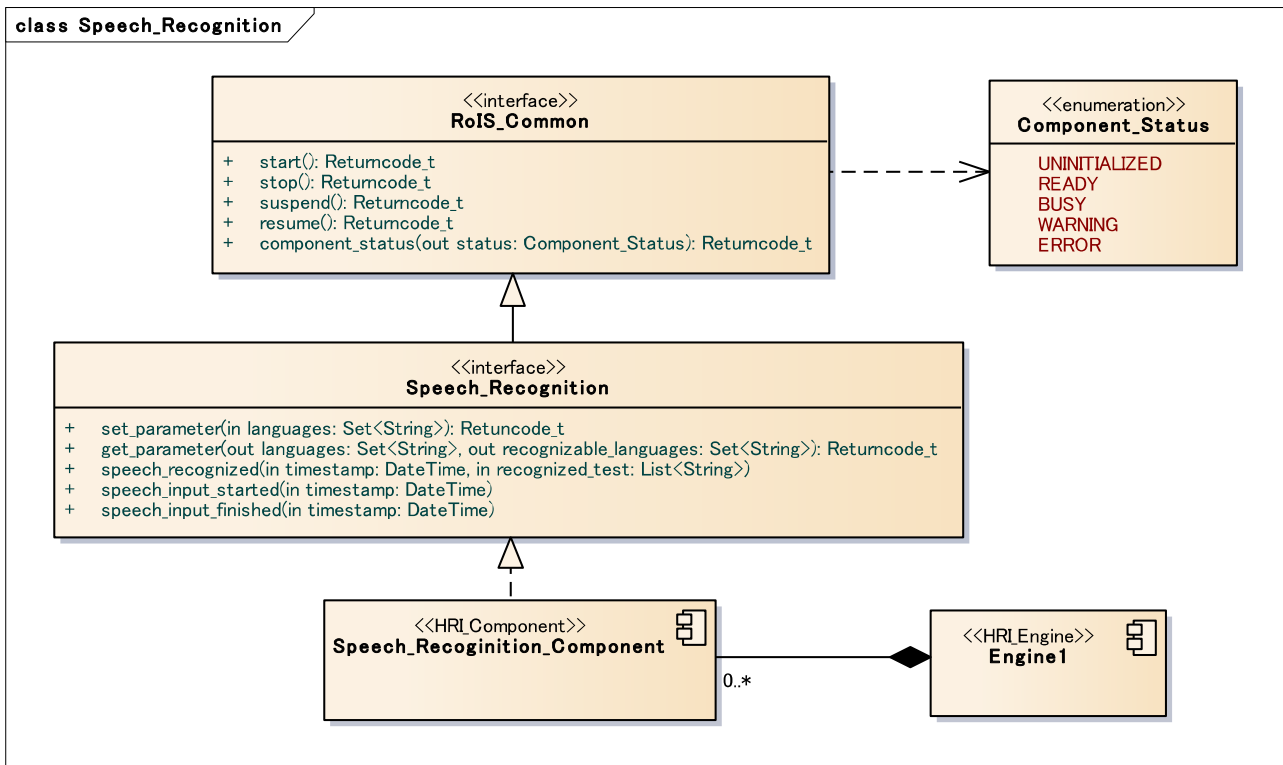 class Speech_Recognition
<<interface>>
RoIS_Common
+ start(): Returncode_t
+ stop(): Returncode_t
+ suspend(): Returncode_t
+ resume(): Returncode_t
+ component_status(out status: Component_Status): Returncode_t
<<enumeration>>
Component_Status
UNINITIALIZED
READY
BUSY
WARNING
ERROR
<<interface>>
Speech_Recognition
+ set_parameter(in languages: Set<String>): Retuncode_t
+ get_parameter(out languages: Set<String>, out recognizable_languages: Set<String>): Returncode_t
+ speech_recognized(in timestamp: DateTime, in recognized_test: List<String>)
+ speech_input_started(in timestamp: DateTime)
+ speech_input_finished(in timestamp: DateTime)
<<HRI_Component>>
Speech_Recoginition_Component
0..*
<<HRI_Engine>>
Engine1